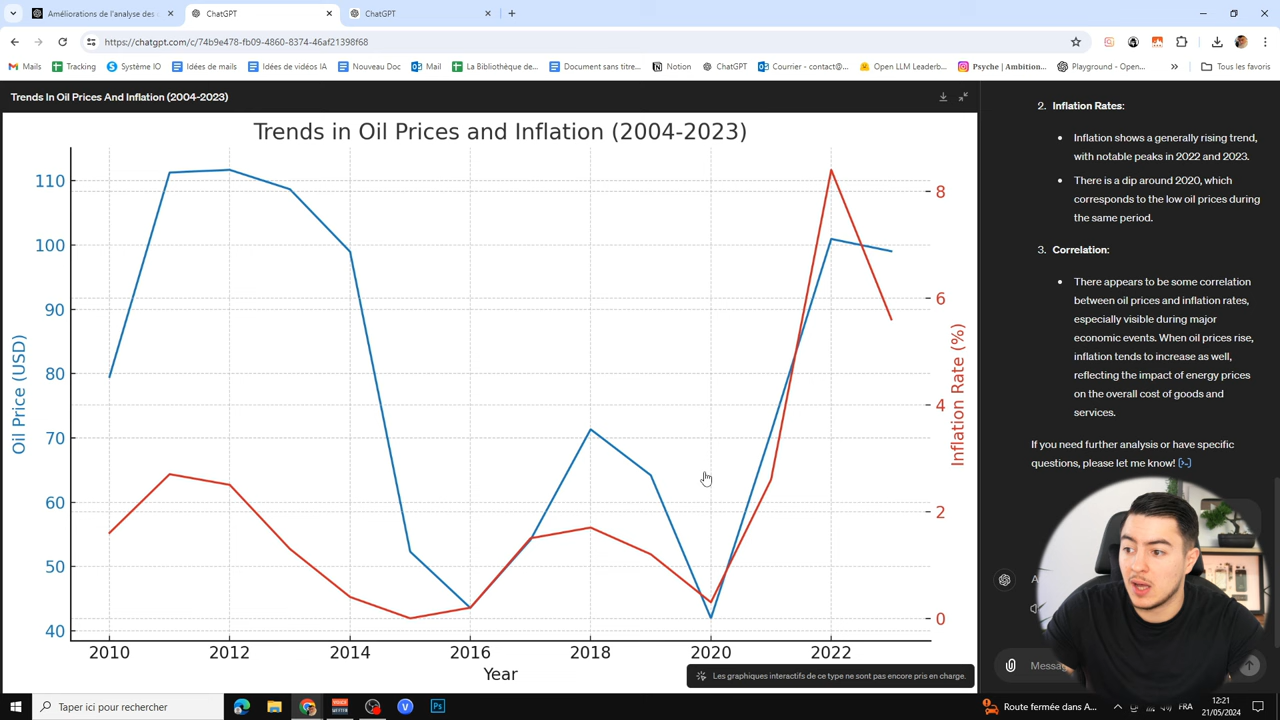 Améliorations de l'analyse des
ChatGPT
ChatGPT
https://chatgpt.com/c/74b9e478-fb09-4860-8374-46af21398f68
Mails
Tracking
Système IO
Idées de mails
Idées de vidéos IA
Nouveau Doc
Mail
La Bibliothèque de...
Document sans titre...
Notion
ChatGPT
Courrier - contact@...
Open LLM Leaderb...
Psyche | Ambition...
Playground - Open...
Tous les favoris
Trends In Oil Prices And Inflation (2004-2023)
Trends in Oil Prices and Inflation (2004-2023)
Oil Price (USD)
110
100
90
80
70
60
50
40
8
6
4
2
0
Inflation Rate (%)
2010
2012
2014
2016
2018
2020
2022
Year
Les graphiques interactifs de ce type ne sont pas encore pris en charge.
2. Inflation Rates:
Inflation shows a generally rising trend,
with notable peaks in 2022 and 2023.
There is a dip around 2020, which
corresponds to the low oil prices during
the same period.
3. Correlation:
There appears to be some correlation
between oil prices and inflation rates,
especially visible during major
economic events. When oil prices rise,
inflation tends to increase as well,
reflecting the impact of energy prices
on the overall cost of goods and
services.
If you need further analysis or have specific
questions, please let me know! [>-]
Taper ici pour rechercher
VOICE
Ps
Route fermée dans A...
FRA
12:21
21/05/2024